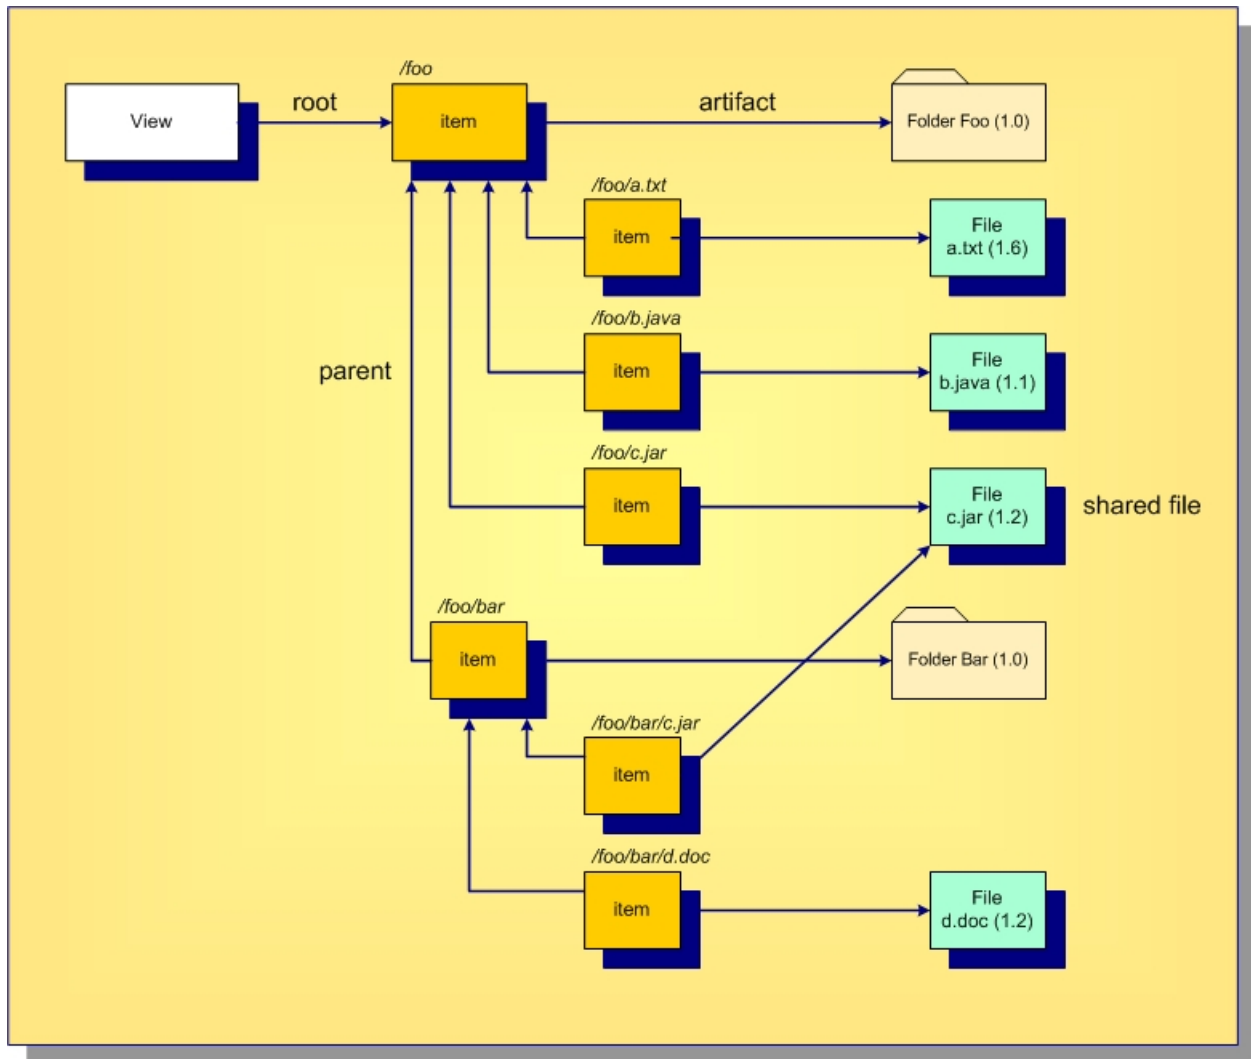 /foo
View
root
item
artifact
Folder Foo (1.0)
/foo/a.txt
item
File
a.txt (1.6)
/foo/b.java
item
File
b.java (1.1)
parent
/foo/c.jar
item
File
c.jar (1.2)
shared file
/foo/bar
item
Folder Bar (1.0)
/foo/bar/c.jar
item
/foo/bar/d.doc
item
File
d.doc (1.2)